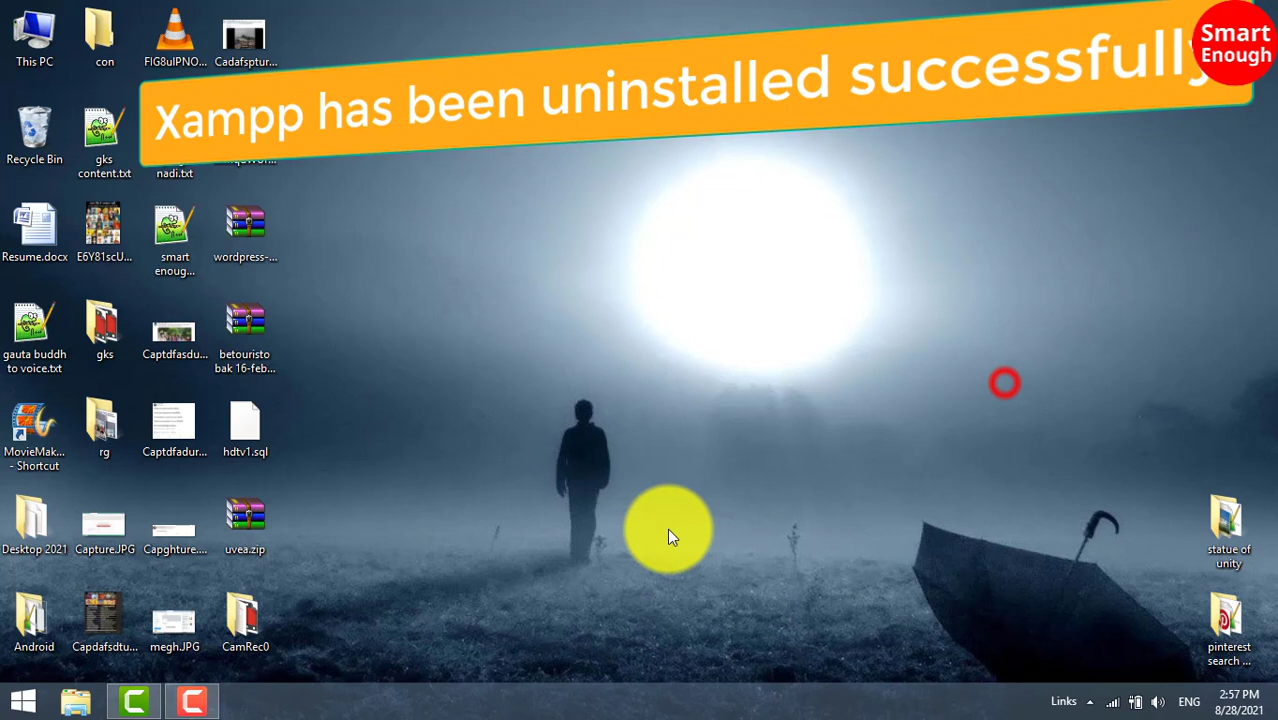 Xampp has been uninstalled successfully
Smart
Enough
This PC
con
FIG8ulPNO...
Cadafsptur...
Recycle Bin
gks
content.txt
nadi.txt
Resume.docx
E6Y81scU...
smart
enoug...
wordpress-...
gauta buddh
to voice.txt
gks
Captdfasdu...
betouristo
bak 16-feb...
MovieMak...
- Shortcut
rg
Captdfadur...
hdtv1.sql
Desktop 2021
Capture.JPG
Capghture....
uvea.zip
statue of
unity
Android
Capdafsdtu...
megh.JPG
CamRec0
pinterest
search ...
Links
ENG
2:57 PM
8/28/2021